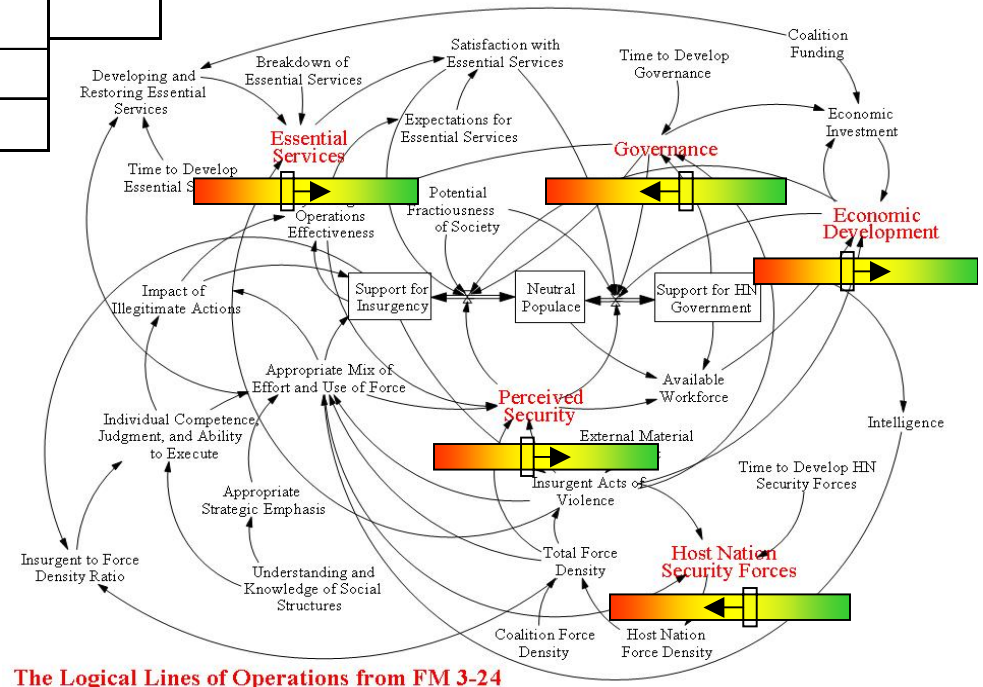 Coalition
Funding
Satisfaction with
Essential Services
Time to Develop
Governance
Breakdown of
Essential Services
Developing and
Restoring Essential
Services
Economic
Investment
Expectations for
Essential Services
Essential
Services
Governance
Time to Develop
Essential S
Potential
Fractiousness
of Society
Operations
Effectiveness
Economic
Development
Support for
Insurgency
Neutral
Populace
Support for HN
Government
Impact of
Illegitimate Actions
Appropriate Mix of
Effort and Use of Force
Available
Workforce
Perceived
Security
Individual Competence,
Judgment, and Ability
to Execute
Intelligence
External Material
Insurgent Acts of
Violence
Time to Develop HN
Security Forces
Appropriate
Strategic Emphasis
Insurgent to Force
Density Ratio
Understanding and
Knowledge of Social
Structures
Total Force
Density
Host Nation
Security Forces
Coalition Force
Density
Host Nation
Force Density
The Logical Lines of Operations from FM 3-24